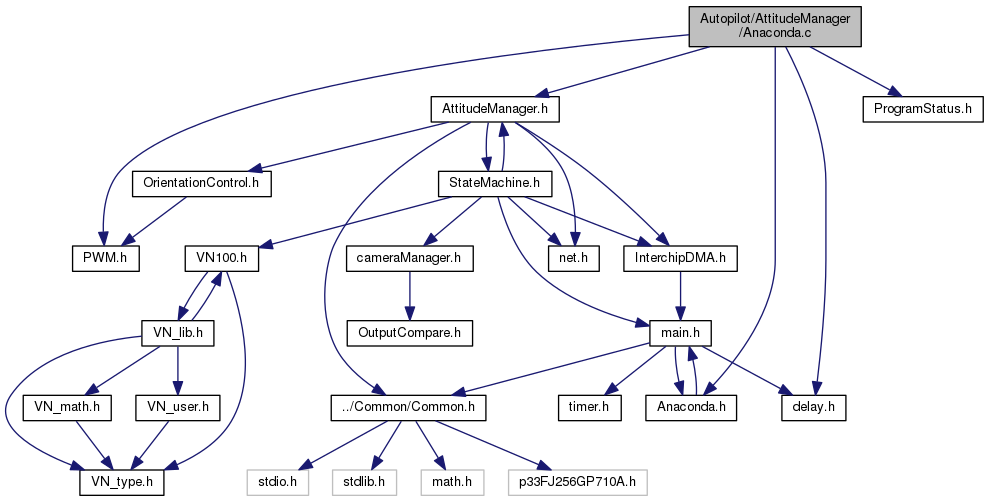 Autopilot/AttitudeManager
/Anaconda.c
AttitudeManager.h
ProgramStatus.h
OrientationControl.h
StateMachine.h
PWM.h
VN100.h
cameraManager.h
net.h
InterchipDMA.h
VN_lib.h
OutputCompare.h
main.h
VN_math.h
VN_user.h
../Common/Common.h
timer.h
Anaconda.h
delay.h
VN_type.h
stdio.h
stdlib.h
math.h
p33FJ256GP710A.h